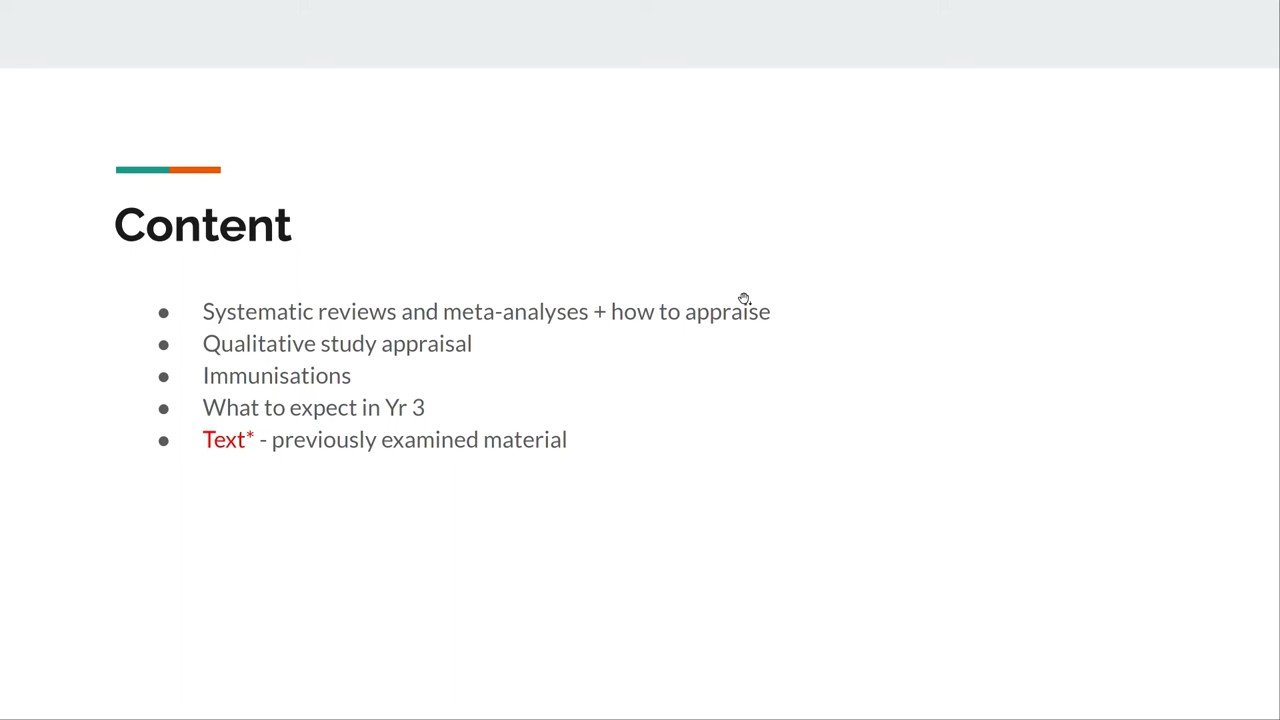 Content
● Systematic reviews and meta-analyses + how to appraise
● Qualitative study appraisal
● Immunisations
● What to expect in Yr 3
● Text* - previously examined material